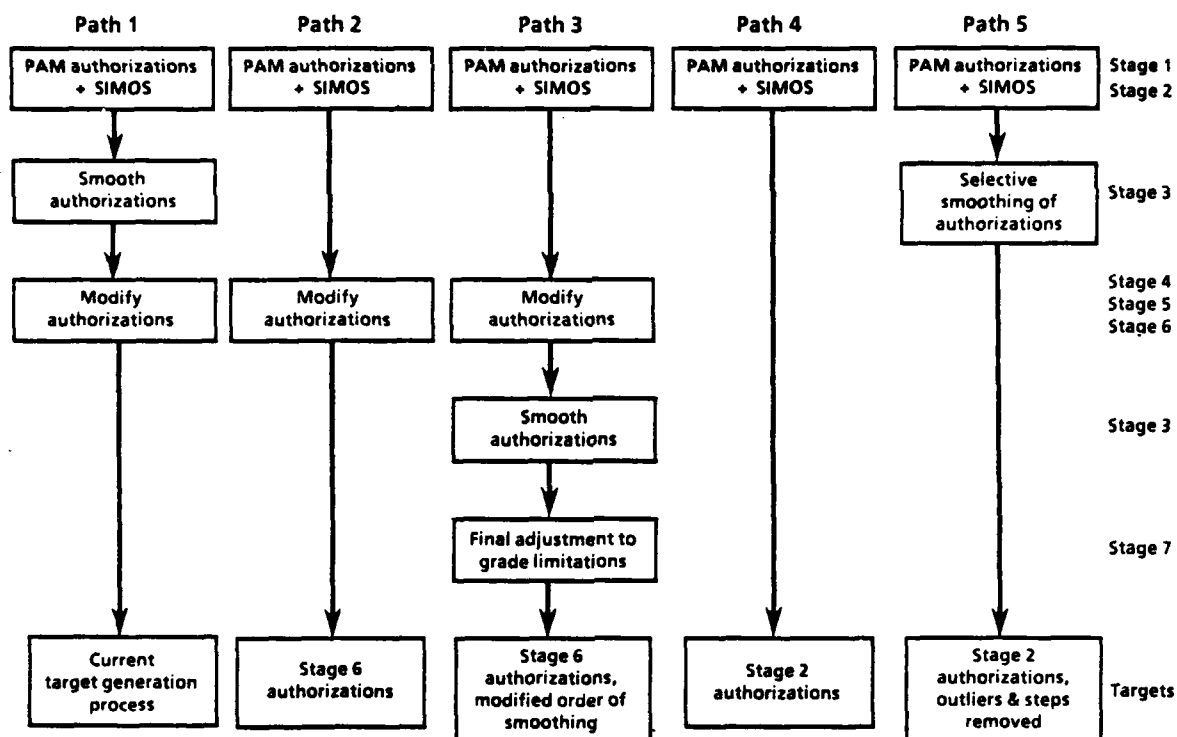 Path 1
Path 2
Path 3
Path 4
Path 5
PAM authorizations
+ SIMOS
PAM authorizations
+ SIMOS
PAM authorizations
+ SIMOS
PAM authorizations
+ SIMOS
PAM authorizations
+ SIMOS
Stage 1
Stage 2
Smooth
authorizations
Selective
smoothing of
authorizations
Stage 3
Modify
authorizations
Modify
authorizations
Modify
authorizations
Stage 4
Stage 5
Stage 6
Smooth
authorizations
Stage 3
Final adjustment to
grade limitations
Stage 7
Current
target generation
process
Stage 6
authorizations
Stage 6
authorizations,
modified order of
smoothing
Stage 2
authorizations
Stage 2
authorizations,
outliers & steps
removed
Targets